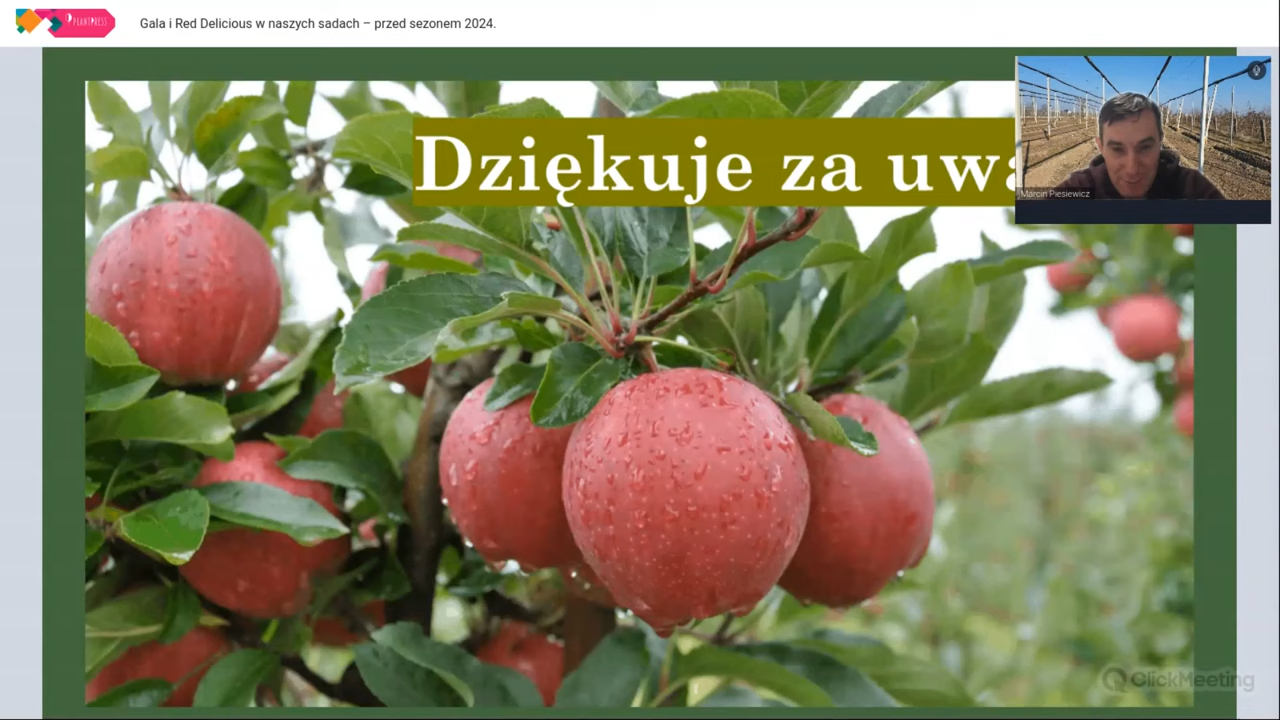 PLANTPRESS
Gala i Red Delicious w naszych sadach – przed sezonem 2024.
Dziękuje za uwa
Marcin Piesiewicz
ClickMeeting